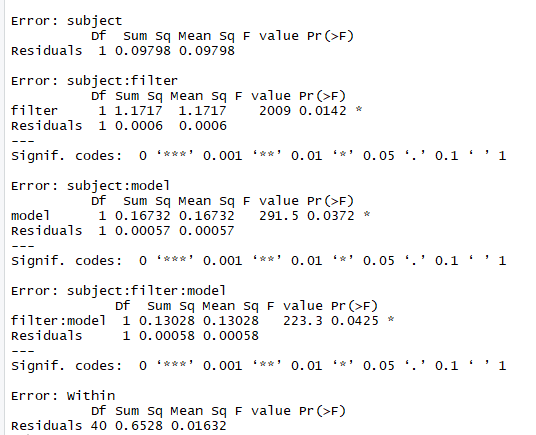 Error: subject
          Df  Sum Sq Mean Sq F value Pr(>F)
Residuals  1 0.09798 0.09798

Error: subject:filter
          Df Sum Sq Mean Sq F value Pr(>F)
filter     1 1.1717  1.1717    2009 0.0142 *
Residuals  1 0.0006  0.0006
---
Signif. codes:  0 ‘***’ 0.001 ‘**’ 0.01 ‘*’ 0.05 ‘.’ 0.1 ‘ ’ 1

Error: subject:model
          Df  Sum Sq Mean Sq F value Pr(>F)
model      1 0.16732 0.16732   291.5 0.0372 *
Residuals  1 0.00057 0.00057
---
Signif. codes:  0 ‘***’ 0.001 ‘**’ 0.01 ‘*’ 0.05 ‘.’ 0.1 ‘ ’ 1

Error: subject:filter:model
             Df  Sum Sq Mean Sq F value Pr(>F)
filter:model  1 0.13028 0.13028   223.3 0.0425 *
Residuals     1 0.00058 0.00058
---
Signif. codes:  0 ‘***’ 0.001 ‘**’ 0.01 ‘*’ 0.05 ‘.’ 0.1 ‘ ’ 1

Error: Within
          Df Sum Sq Mean Sq F value Pr(>F)
Residuals 40 0.6528 0.01632